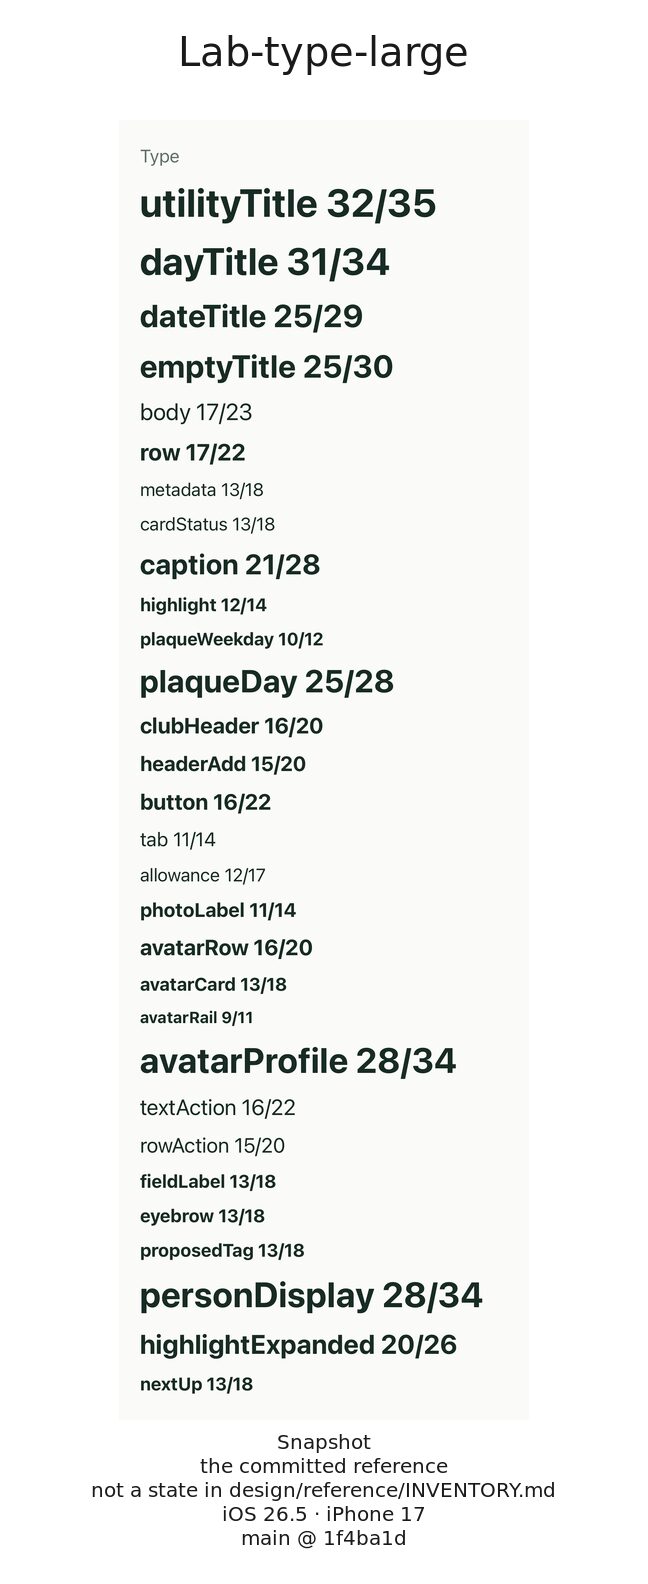 Lab-type-large
Type
utilityTitle 32/35
dayTitle 31/34
dateTitle 25/29
emptyTitle 25/30
body 17/23
row 17/22
metadata 13/18
cardStatus 13/18
caption 21/28
highlight 12/14
plaqueWeekday 10/12
plaqueDay 25/28
clubHeader 16/20
headerAdd 15/20
button 16/22
tab 11/14
allowance 12/17
photoLabel 11/14
avatarRow 16/20
avatarCard 13/18
avatarRail 9/11
avatarProfile 28/34
textAction 16/22
rowAction 15/20
fieldLabel 13/18
eyebrow 13/18
proposedTag 13/18
personDisplay 28/34
highlightExpanded 20/26
nextUp 13/18
Snapshot
the committed reference
not a state in design/reference/INVENTORY.md
iOS 26.5 · iPhone 17
main @ 1f4ba1d